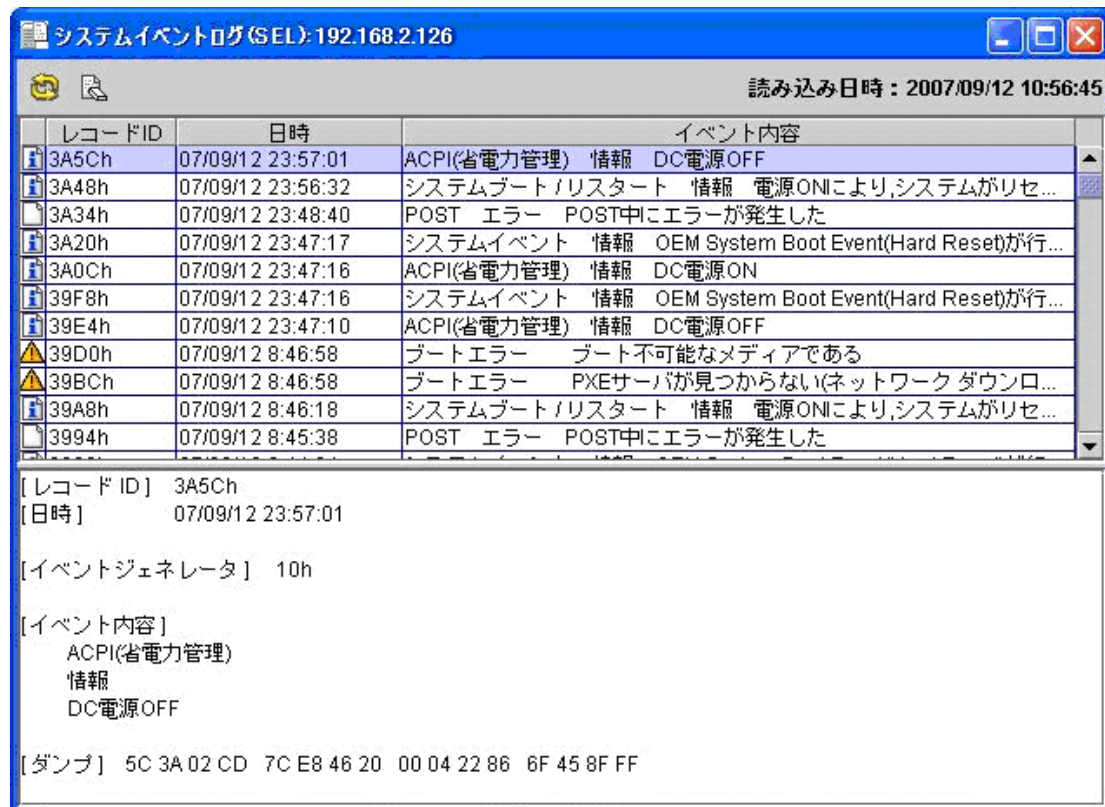 システムイベントログ(SEL):192.168.2.126
読み込み日時：2007/09/12 10:56:45
レコードID 日時 イベント内容
3A5Ch 07/09/12 23:57:01 ACPI(省電力管理) 情報 DC電源OFF
3A48h 07/09/12 23:56:32 システムブート / リスタート 情報 電源ONにより,システムがリセ...
3A34h 07/09/12 23:48:40 POST エラー POST中にエラーが発生した
3A20h 07/09/12 23:47:17 システムイベント 情報 OEM System Boot Event(Hard Reset)が行...
3A0Ch 07/09/12 23:47:16 ACPI(省電力管理) 情報 DC電源ON
39F8h 07/09/12 23:47:16 システムイベント 情報 OEM System Boot Event(Hard Reset)が行...
39E4h 07/09/12 23:47:10 ACPI(省電力管理) 情報 DC電源OFF
39D0h 07/09/12 8:46:58 ブートエラー ブート不可能なメディアである
39BCh 07/09/12 8:46:58 ブートエラー PXEサーバが見つからない(ネットワーク ダウンロ...
39A8h 07/09/12 8:46:18 システムブート / リスタート 情報 電源ONにより,システムがリセ...
3994h 07/09/12 8:45:38 POST エラー POST中にエラーが発生した
[レコード ID] 3A5Ch
[日時] 07/09/12 23:57:01
[イベントジェネレータ] 10h
[イベント内容]
ACPI(省電力管理)
情報
DC電源OFF
[ダンプ] 5C 3A 02 CD 7C E8 46 20 00 04 22 86 6F 45 8F FF